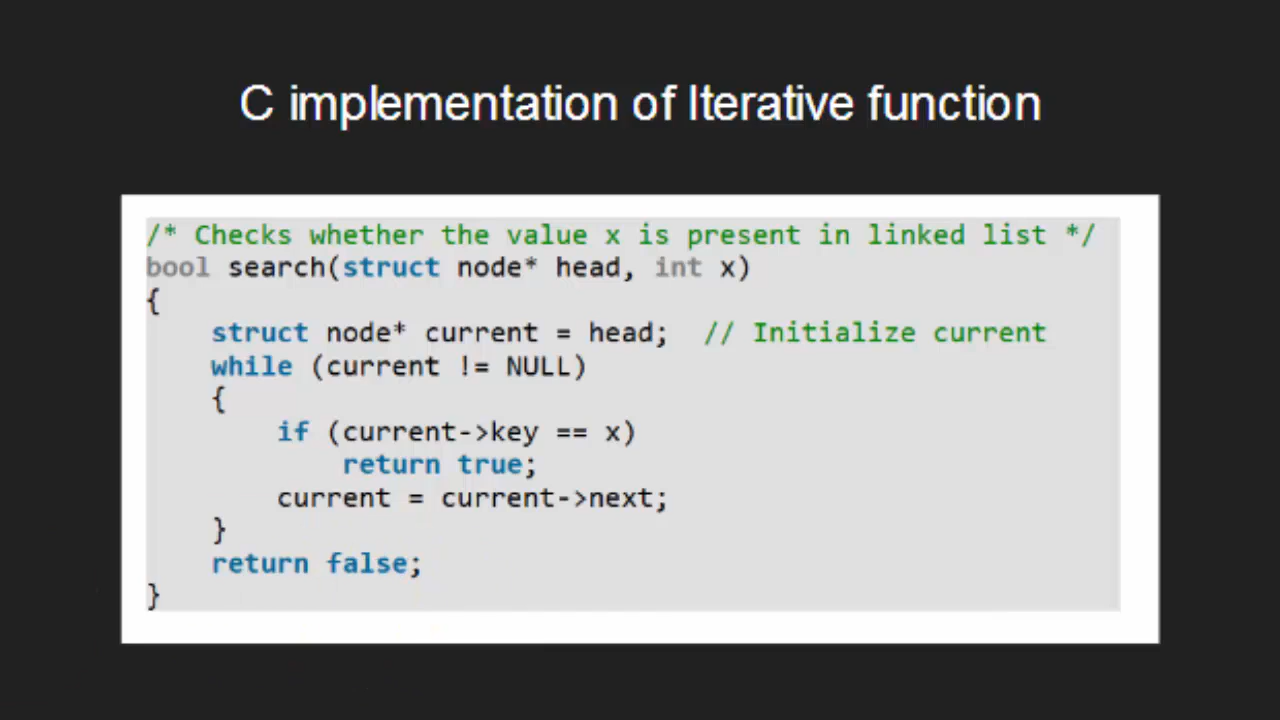 C implementation of Iterative function
/* Checks whether the value x is present in linked list */
bool search(struct node* head, int x)
{
    struct node* current = head;  // Initialize current
    while (current != NULL)
    {
        if (current->key == x)
            return true;
        current = current->next;
    }
    return false;
}